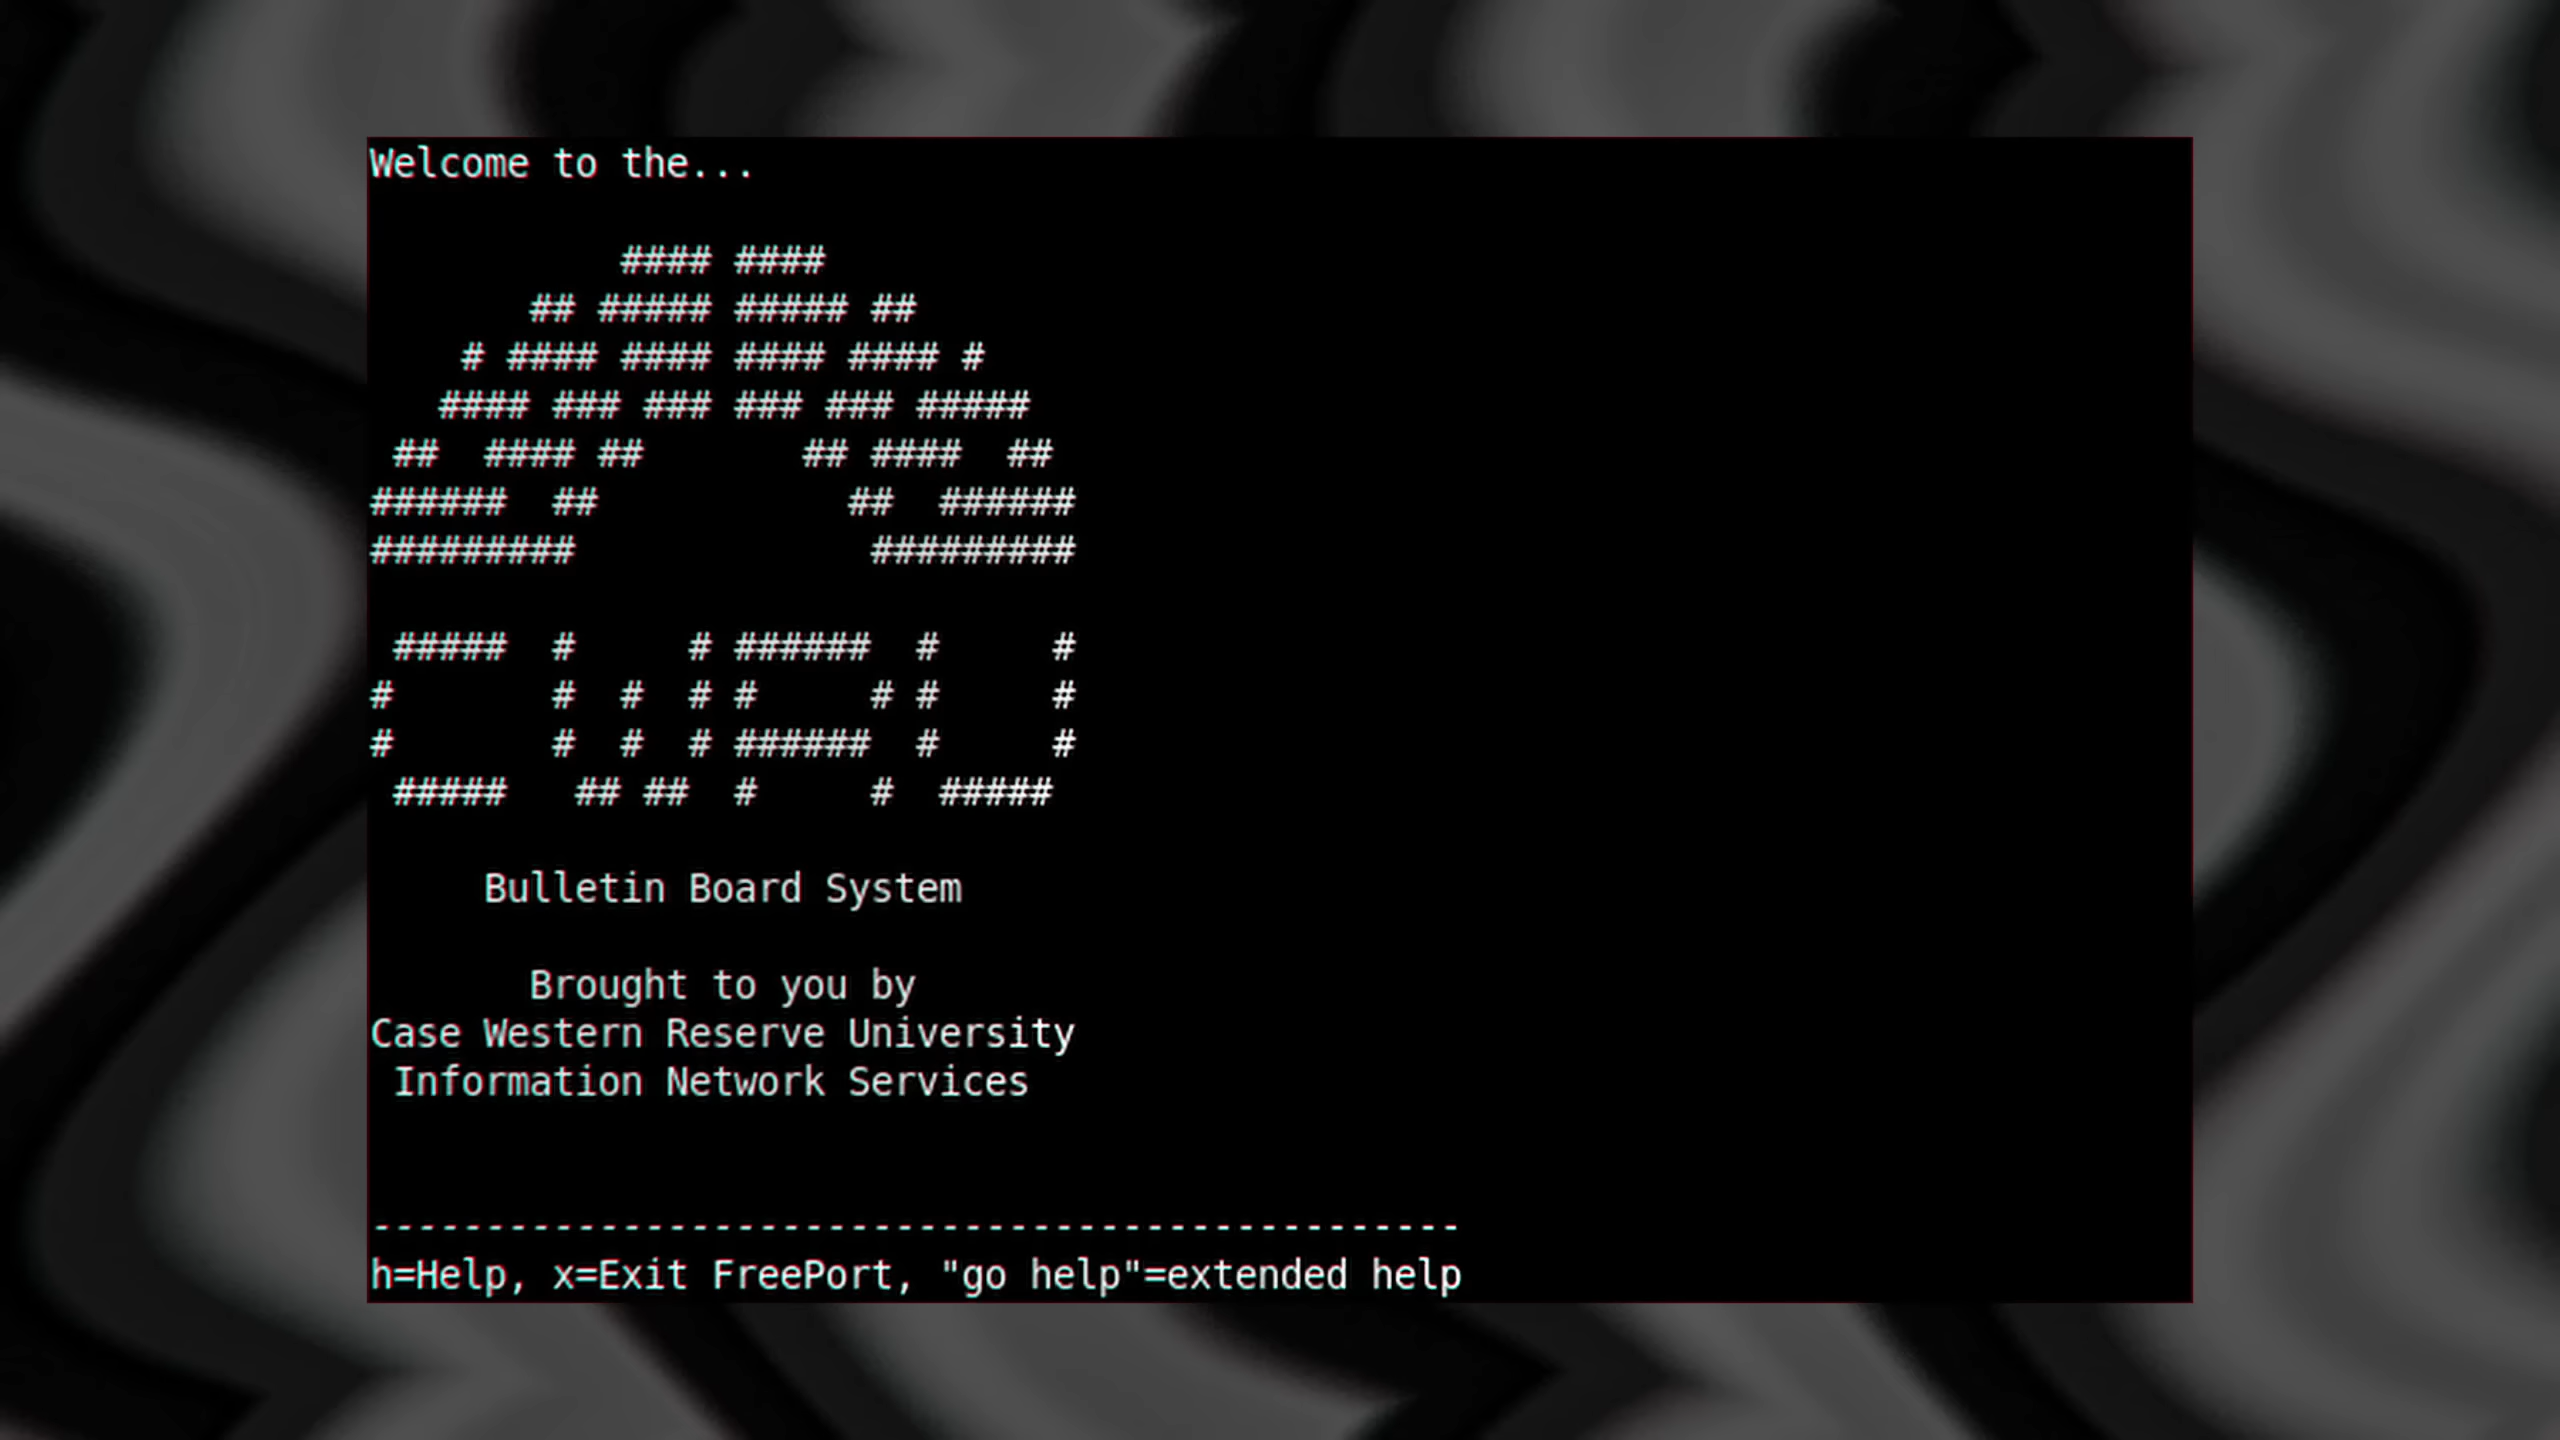 Welcome to the...
           #### ####
       ## ##### ##### ##
    # #### #### #### #### #
   #### ### ### ### ### #####
 ##  #### ##       ## ####  ##
######  ##           ##  ######
#########             #########
 #####  #     # ######  #     #
#       #  #  # #     # #     #
#       #  #  # ######  #     #
 #####   ## ##  #     #  #####
Bulletin Board System
Brought to you by
Case Western Reserve University
Information Network Services
------------------------------------------------
h=Help, x=Exit FreePort, "go help"=extended help